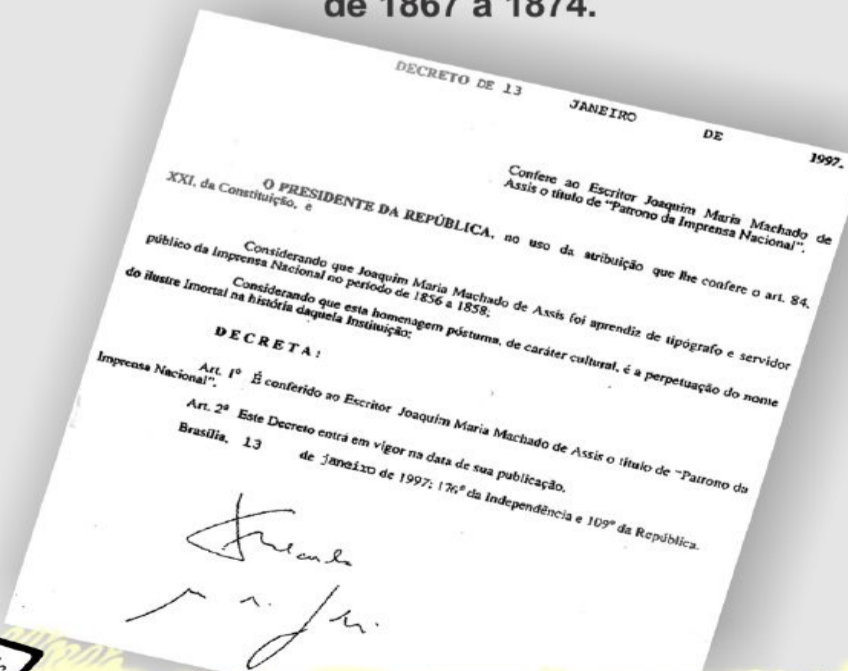 de 1867 a 1874.
DECRETO DE 13 JANEIRO DE 1997.
Confere ao Escritor Joaquim Maria Machado de
Assis o título de "Patrono da Imprensa Nacional".
O PRESIDENTE DA REPÚBLICA, no uso da atribuição que lhe confere o art. 84,
XXI, da Constituição, e
Considerando que Joaquim Maria Machado de Assis foi aprendiz de tipógrafo e servidor
público da Imprensa Nacional no período de 1856 a 1858;
Considerando que esta homenagem póstuma, de caráter cultural, é a perpetuação do nome
do ilustre Imortal na história daquela Instituição;
DECRETA:
Art. 1º É conferido ao Escritor Joaquim Maria Machado de Assis o título de "Patrono da
Imprensa Nacional".
Art. 2º Este Decreto entra em vigor na data de sua publicação.
Brasília, 13 de janeiro de 1997; 176º da Independência e 109º da República.